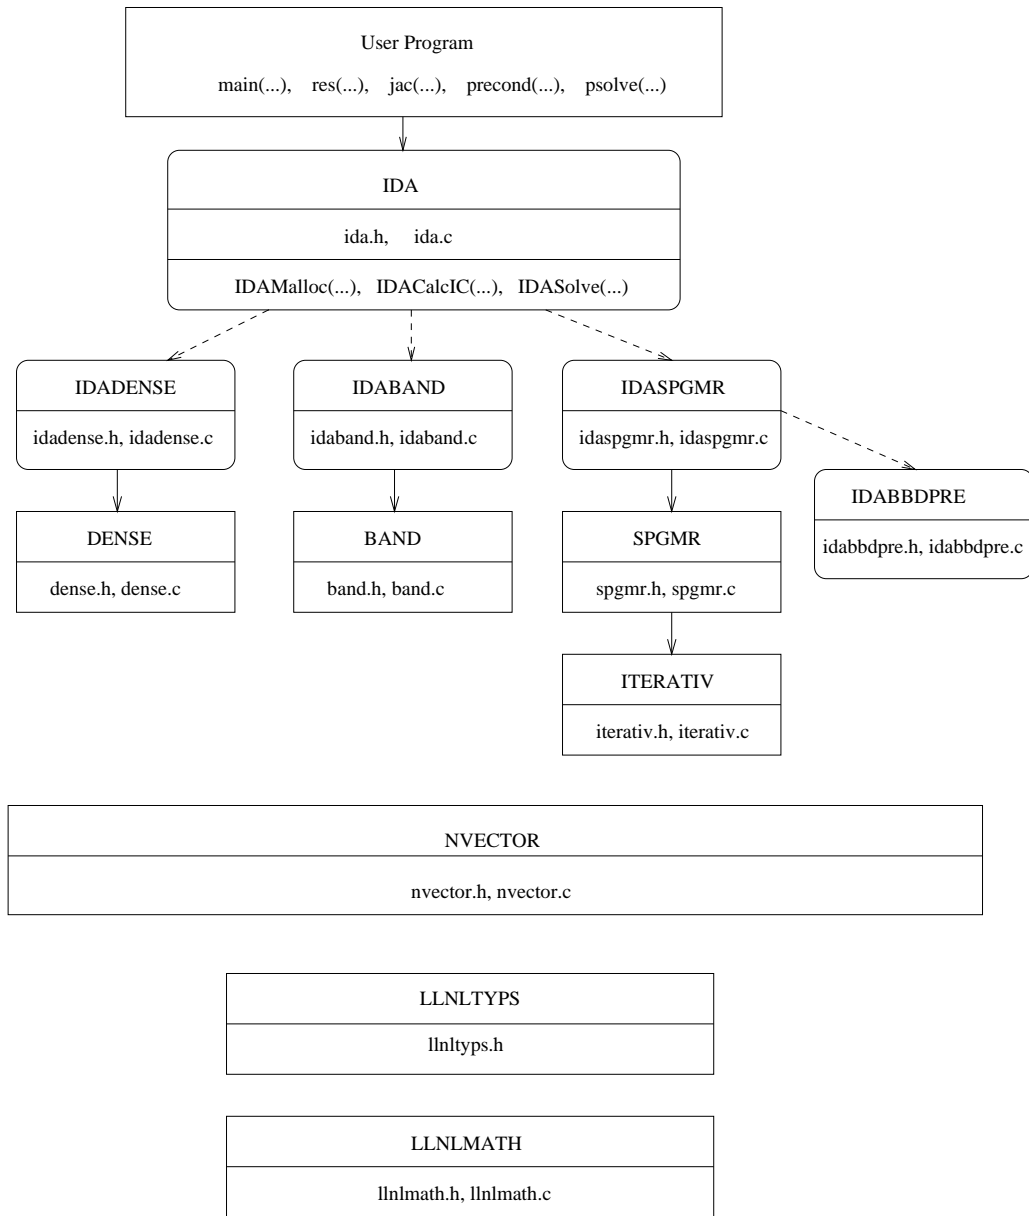 User Program
main(...), res(...), jac(...), precond(...), psolve(...)
IDA
ida.h, ida.c
IDAMalloc(...), IDACalcIC(...), IDASolve(...)
IDADENSE
idadense.h, idadense.c
IDABAND
idaband.h, idaband.c
IDASPGMR
idaspgmr.h, idaspgmr.c
IDABBDPRE
idabbdpre.h, idabbdpre.c
DENSE
dense.h, dense.c
BAND
band.h, band.c
SPGMR
spgmr.h, spgmr.c
ITERATIV
iterativ.h, iterativ.c
NVECTOR
nvector.h, nvector.c
LLNLTYPS
llnltyps.h
LLNLMATH
llnlmath.h, llnlmath.c